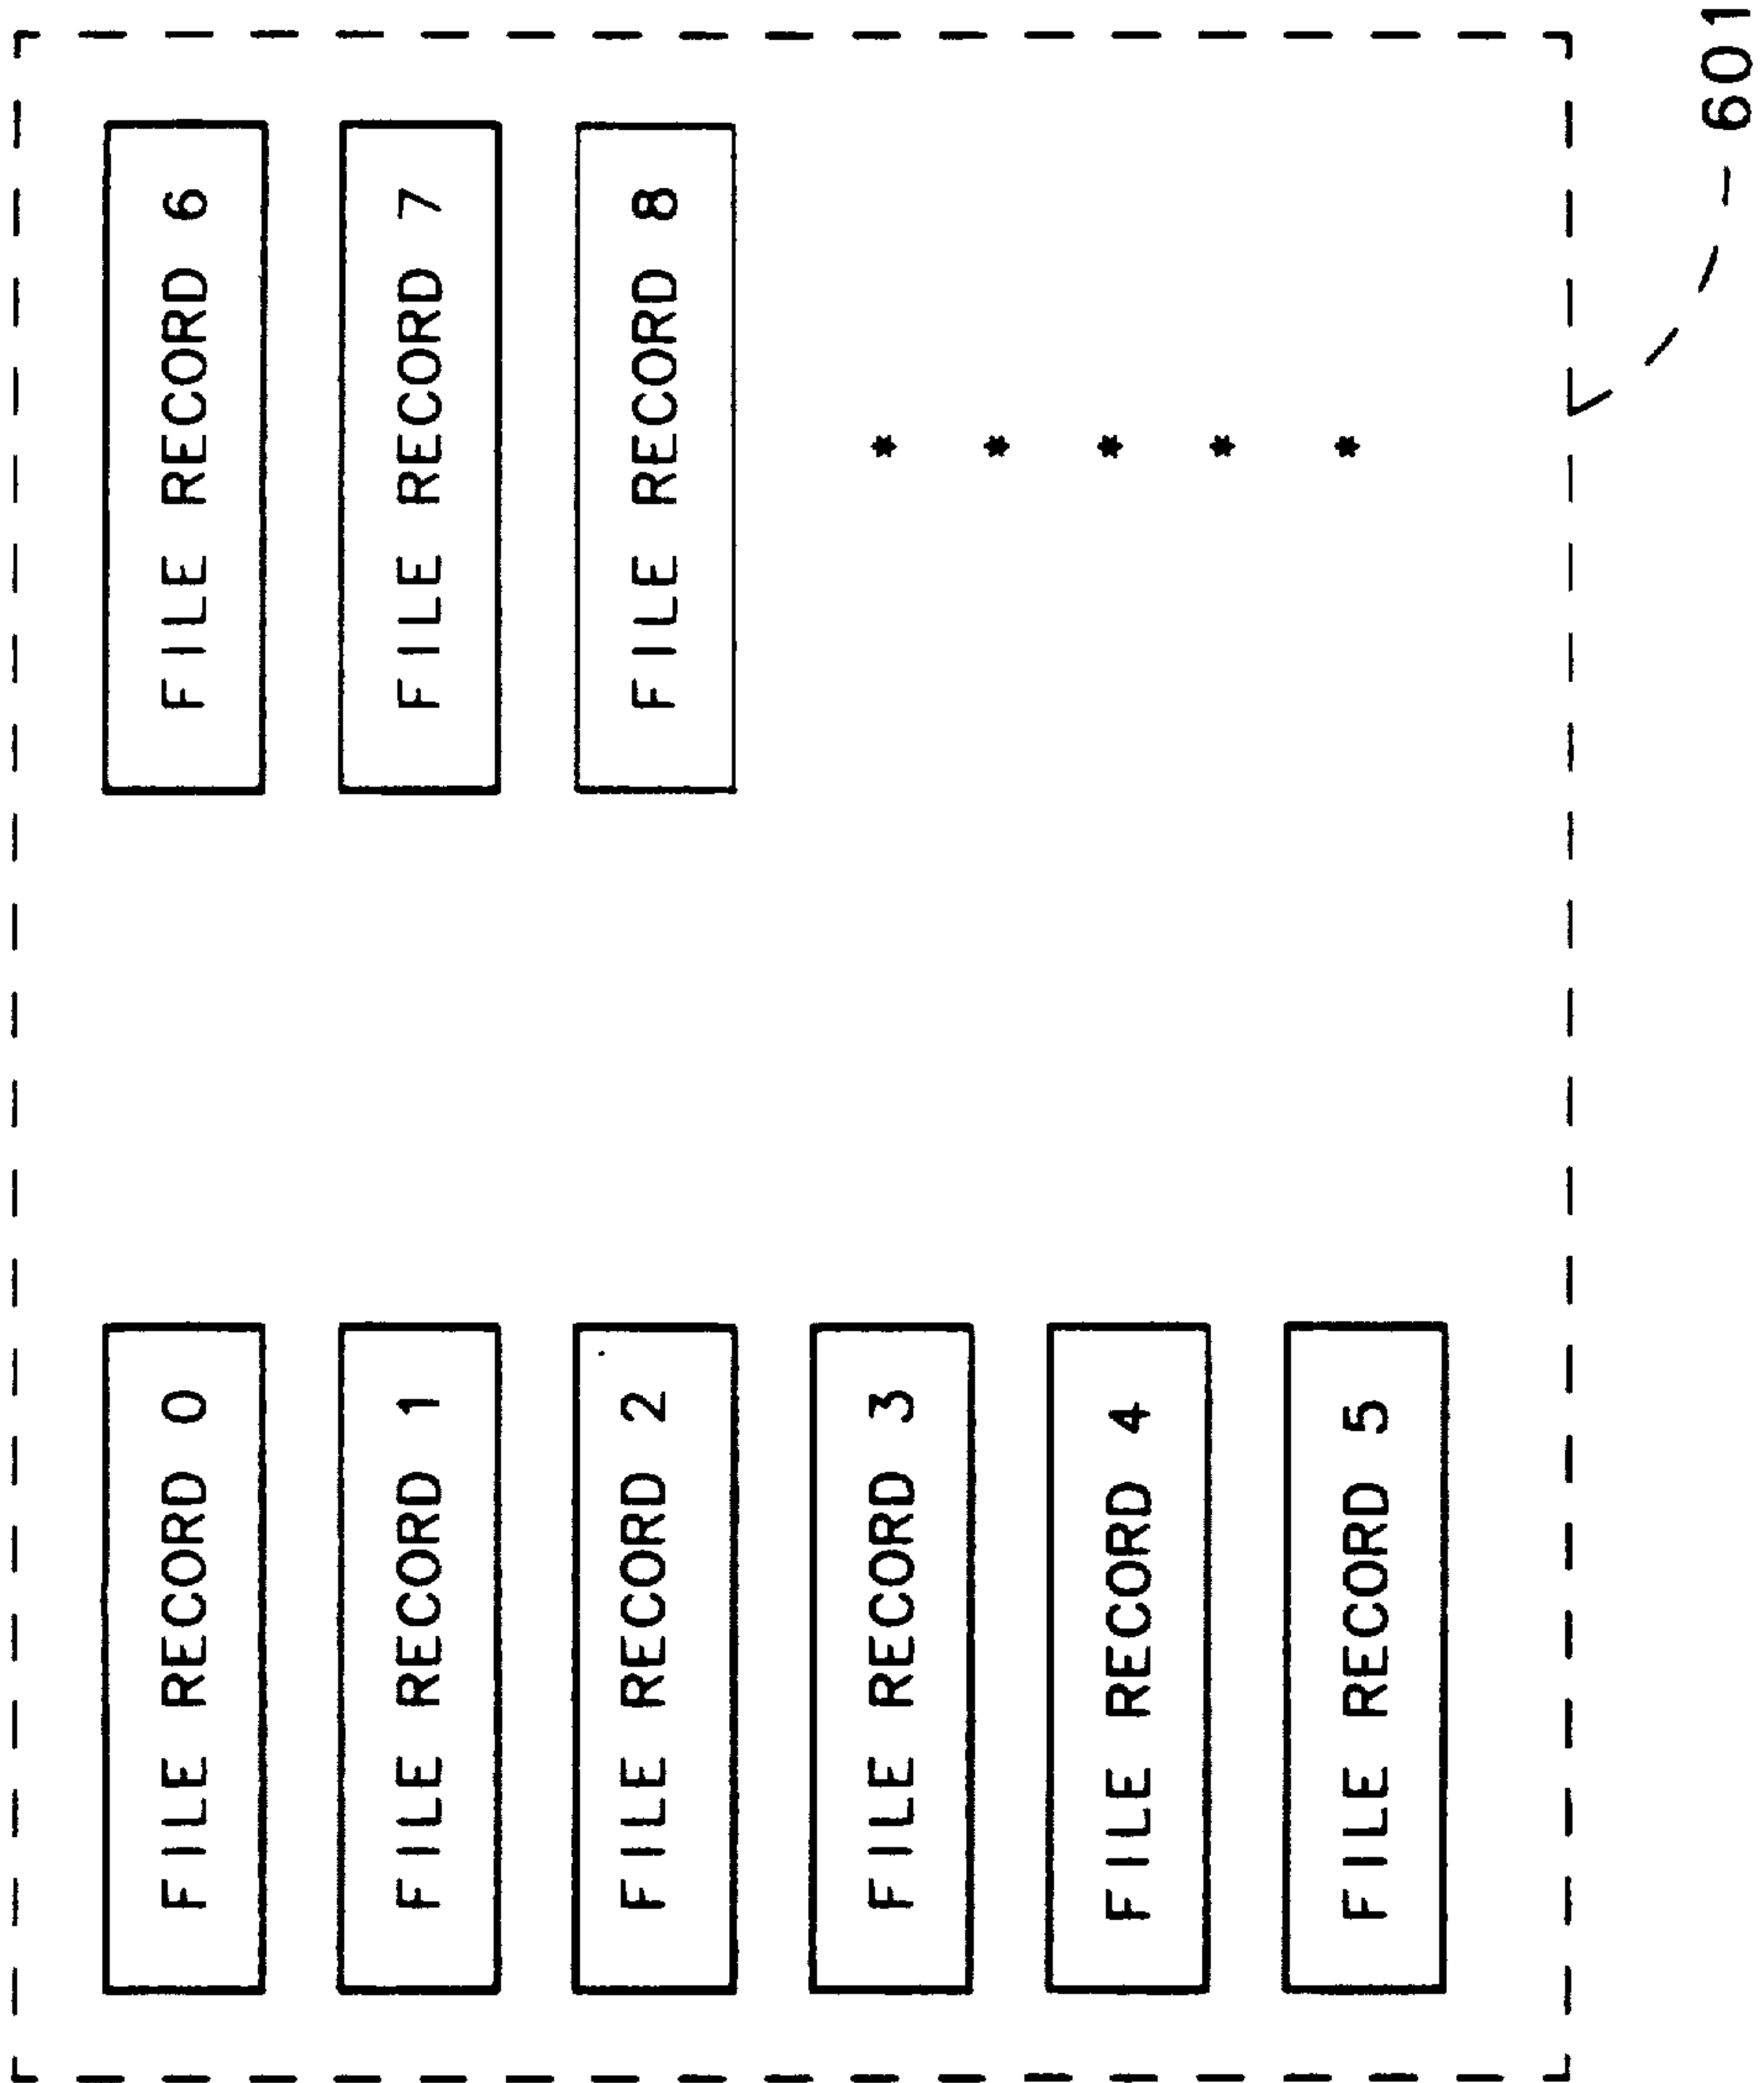 FILE RECORD 0
FILE RECORD 1
FILE RECORD 2
FILE RECORD 3
FILE RECORD 4
FILE RECORD 5
FILE RECORD 6
FILE RECORD 7
FILE RECORD 8
*
*
*
*
*
601